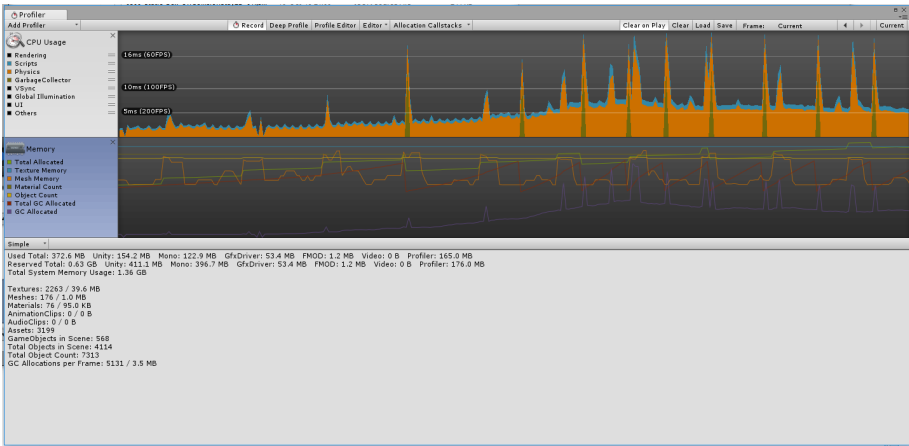 Profiler
Add Profiler Record Deep Profile Profile Editor Editor Allocation Callstacks Clear on Play Clear Load Save Frame: Current Current
CPU Usage
Rendering
Scripts
Physics
GarbageCollector
VSync
Global Illumination
UI
Others
16ms (60FPS)
10ms (100FPS)
5ms (200FPS)
Memory
Total Allocated
Texture Memory
Mesh Memory
Material Count
Object Count
Total GC Allocated
GC Allocated
Simple
Used Total: 372.6 MB Unity: 154.2 MB Mono: 122.9 MB GfxDriver: 53.4 MB FMOD: 1.2 MB Video: 0 B Profiler: 165.0 MB
Reserved Total: 0.63 GB Unity: 411.1 MB Mono: 396.7 MB GfxDriver: 53.4 MB FMOD: 1.2 MB Video: 0 B Profiler: 176.0 MB
Total System Memory Usage: 1.36 GB
Textures: 2263 / 39.6 MB
Meshes: 176 / 1.0 MB
Materials: 76 / 95.0 KB
AnimationClips: 0 / 0 B
AudioClips: 0 / 0 B
Assets: 3199
GameObjects in Scene: 568
Total Objects in Scene: 4114
Total Object Count: 7313
GC Allocations per Frame: 5131 / 3.5 MB